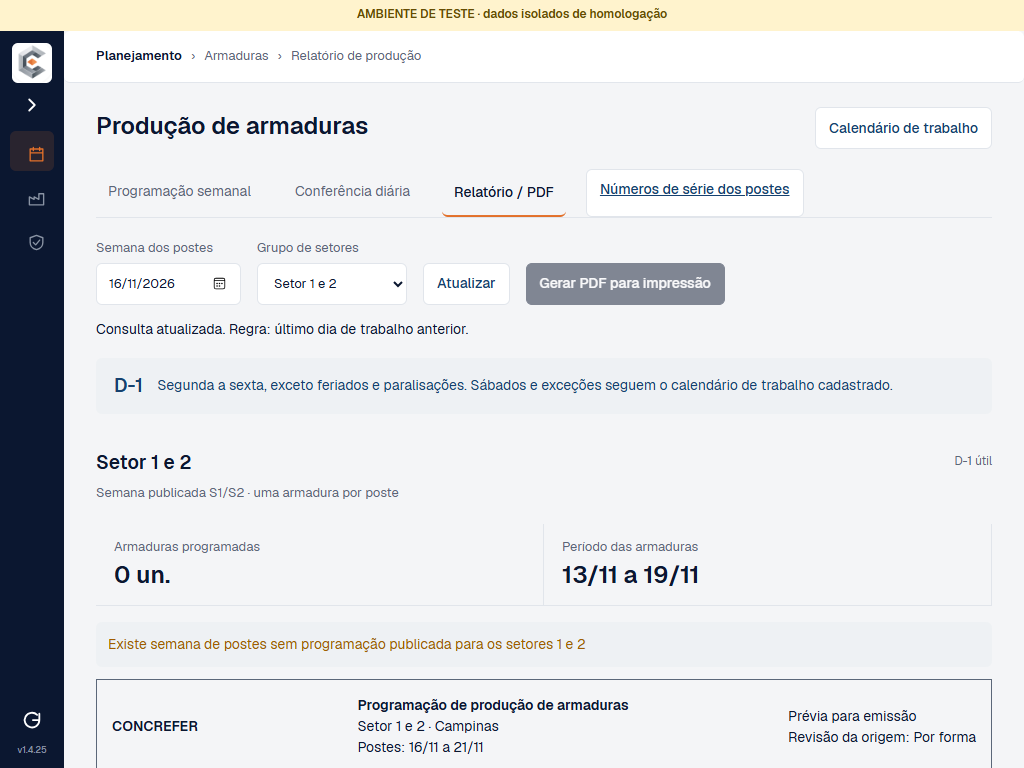 AMBIENTE DE TESTE · dados isolados de homologação
Planejamento › Armaduras › Relatório de produção
Produção de armaduras
Calendário de trabalho
Programação semanal
Conferência diária
Relatório / PDF
Números de série dos postes
Semana dos postes
Grupo de setores
16/11/2026
Setor 1 e 2
Atualizar
Gerar PDF para impressão
Consulta atualizada. Regra: último dia de trabalho anterior.
D-1 Segunda a sexta, exceto feriados e paralisações. Sábados e exceções seguem o calendário de trabalho cadastrado.
Setor 1 e 2
D-1 útil
Semana publicada S1/S2 · uma armadura por poste
Armaduras programadas
0 un.
Período das armaduras
13/11 a 19/11
Existe semana de postes sem programação publicada para os setores 1 e 2
CONCREFER
Programação de produção de armaduras
Setor 1 e 2 · Campinas
Postes: 16/11 a 21/11
Prévia para emissão
Revisão da origem: Por forma
v1.4.25